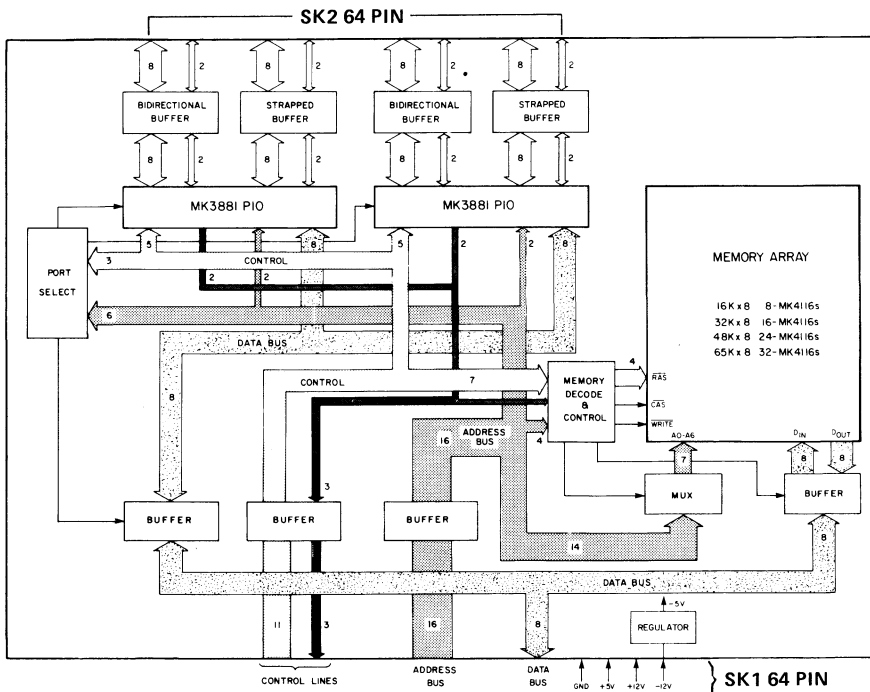 SK2 64 PIN
8 2 8 2 8 2 8 2
BIDIRECTIONAL BUFFER
STRAPPED BUFFER
BIDIRECTIONAL BUFFER
STRAPPED BUFFER
8 2 8 2 8 2 8 2
MK3881 PIO
MK3881 PIO
5 8 5 2 2 8
PORT SELECT
3 CONTROL
2 2
6
DATA BUS
MEMORY ARRAY
16K x 8 8-MK4116s
32K x 8 16-MK4116s
48K x 8 24-MK4116s
65K x 8 32-MK4116s
CONTROL 7
MEMORY DECODE & CONTROL
4
RAS
CAS
WRITE
8
16
ADDRESS BUS
4
A0-A6
DIN
DOUT
7 8 8
3
BUFFER
BUFFER
BUFFER
MUX
BUFFER
14
8
DATA BUS
-5V
REGULATOR
11 3 16 8
CONTROL LINES
ADDRESS BUS
DATA BUS
GND
+5V
+12V
-12V
SK1 64 PIN